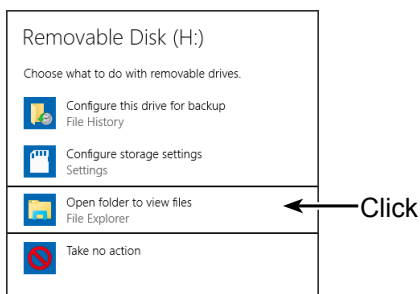 Removable Disk (H:)
Choose what to do with removable drives.
Configure this drive for backup
File History
Configure storage settings
Settings
Open folder to view files
File Explorer
Click
Take no action